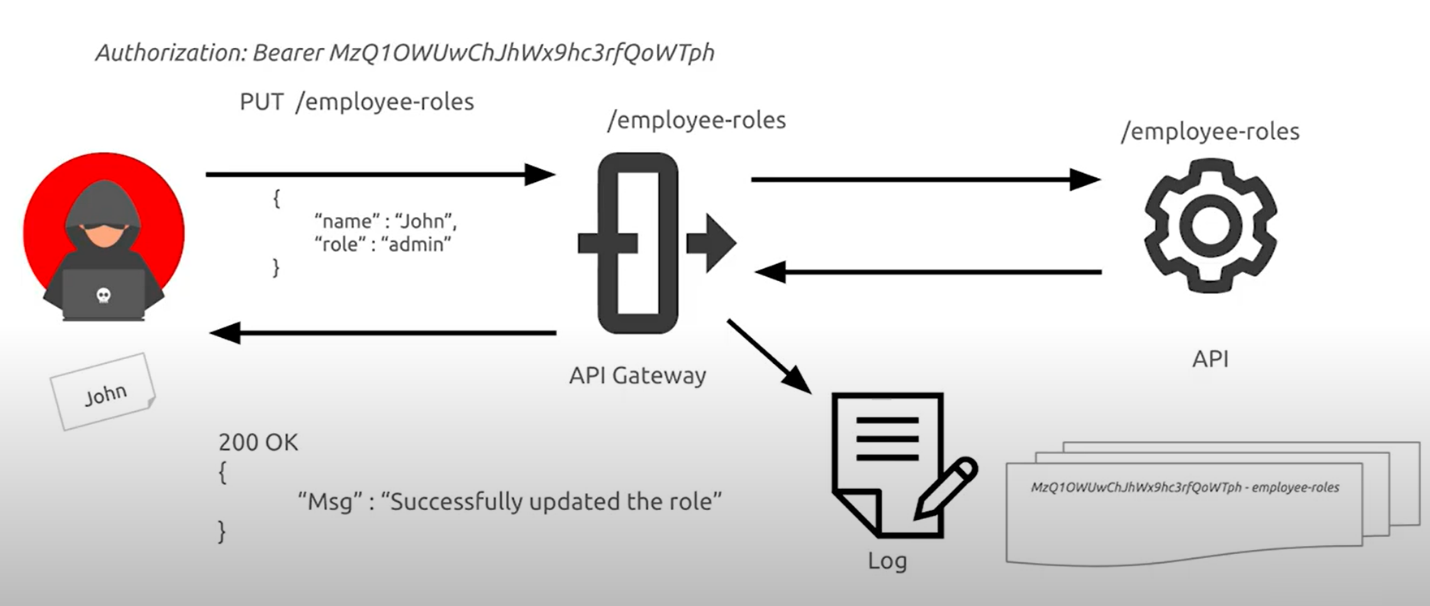 Authorization: Bearer MzQ1OWUwChJhWx9hc3rfQoWTph
PUT /employee-roles
/employee-roles
/employee-roles
{
“name” : “John”,
“role” : “admin”
}
API Gateway
API
John
200 OK
{
“Msg” : “Successfully updated the role”
}
Log
MzQ1OWUwChJhWx9hc3rfQoWTph - employee-roles